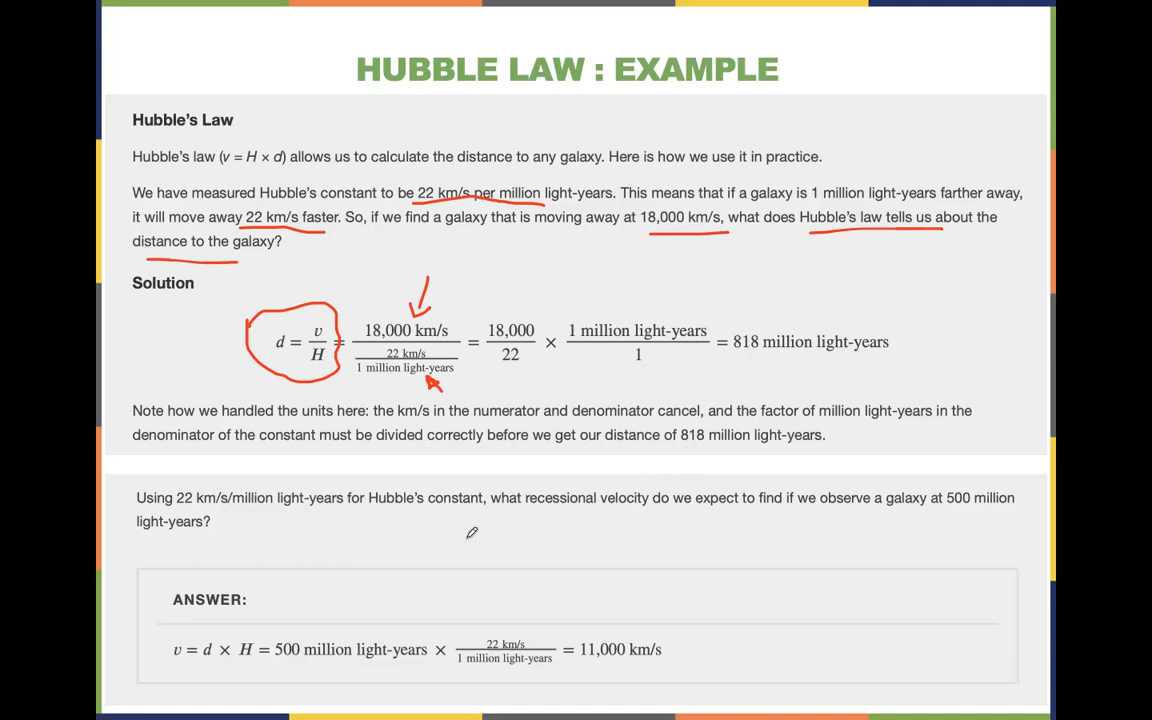 HUBBLE LAW : EXAMPLE
Hubble's Law
Hubble's law (v = H × d) allows us to calculate the distance to any galaxy. Here is how we use it in practice.
We have measured Hubble's constant to be 22 km/s per million light-years. This means that if a galaxy is 1 million light-years farther away,
it will move away 22 km/s faster. So, if we find a galaxy that is moving away at 18,000 km/s, what does Hubble's law tells us about the
distance to the galaxy?
Solution
d = v/H = 18,000 km/s / (22 km/s / 1 million light-years) = 18,000/22 × 1 million light-years/1 = 818 million light-years
Note how we handled the units here: the km/s in the numerator and denominator cancel, and the factor of million light-years in the
denominator of the constant must be divided correctly before we get our distance of 818 million light-years.
Using 22 km/s/million light-years for Hubble's constant, what recessional velocity do we expect to find if we observe a galaxy at 500 million
light-years?
ANSWER:
v = d × H = 500 million light-years × 22 km/s / 1 million light-years = 11,000 km/s